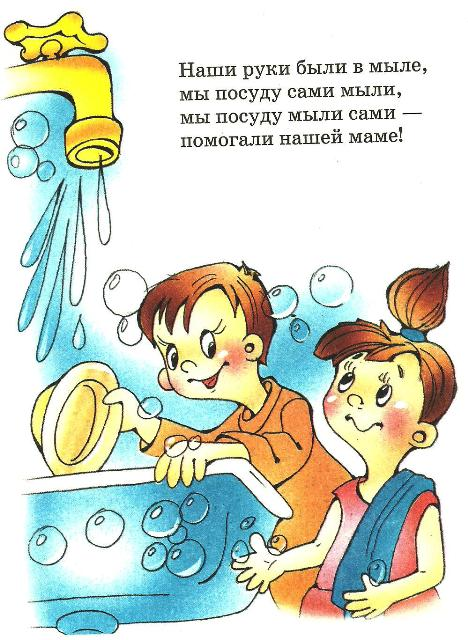 Наши руки были в мыле,
мы посуду сами мыли,
мы посуду мыли сами —
помогали нашей маме!